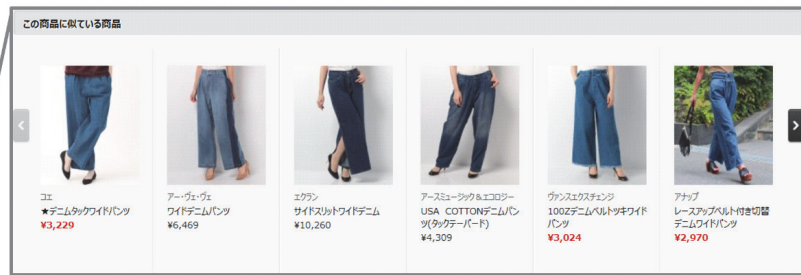 この商品に似ている商品
コエ
★デニムタックワイドパンツ
¥3,229
アー・ヴェ・ヴェ
ワイドデニムパンツ
¥6,469
エクラン
サイドスリットワイドデニム
¥10,260
アースミュージック&エコロジー
USA COTTONデニムパン
ツ(タックテーパード)
¥4,309
ヴァンスエクスチェンジ
100Zデニムベルトツキワイド
パンツ
¥3,024
アナップ
レースアップベルト付き切替
デニムワイドパンツ
¥2,970